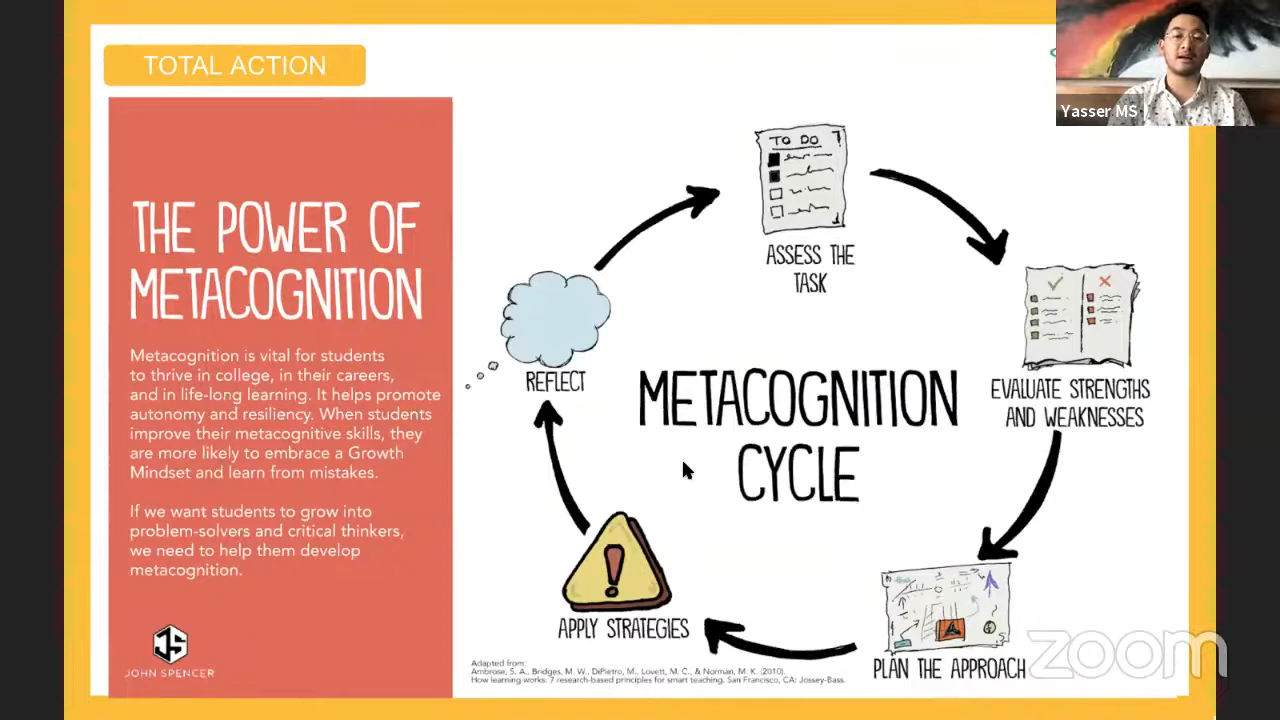 TOTAL ACTION
THE POWER OF
METACOGNITION
Metacognition is vital for students
to thrive in college, in their careers,
and in life-long learning. It helps promote
autonomy and resiliency. When students
improve their metacognitive skills, they
are more likely to embrace a Growth
Mindset and learn from mistakes.
If we want students to grow into
problem-solvers and critical thinkers,
we need to help them develop
metacognition.
JS
JOHN SPENCER
TO DO
ASSESS THE
TASK
EVALUATE STRENGTHS
AND WEAKNESSES
PLAN THE APPROACH
APPLY STRATEGIES
REFLECT
METACOGNITION
CYCLE
Adapted from:
Ambrose, S. A., Bridges, M. W., DiPietro, M., Lovett, M. C., & Norman, M. K. (2010).
How learning works: 7 research-based principles for smart teaching. San Francisco, CA: Jossey-Bass.
Yasser MS
zoom